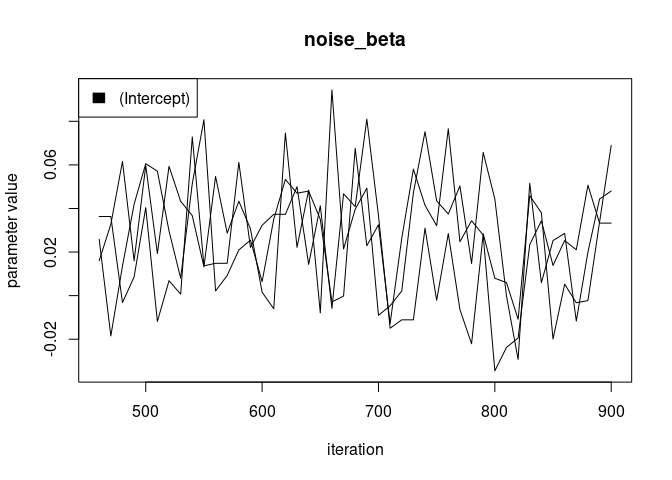 noise_beta
(Intercept)
parameter value
0.06
0.02
-0.02
500 600 700 800 900
iteration